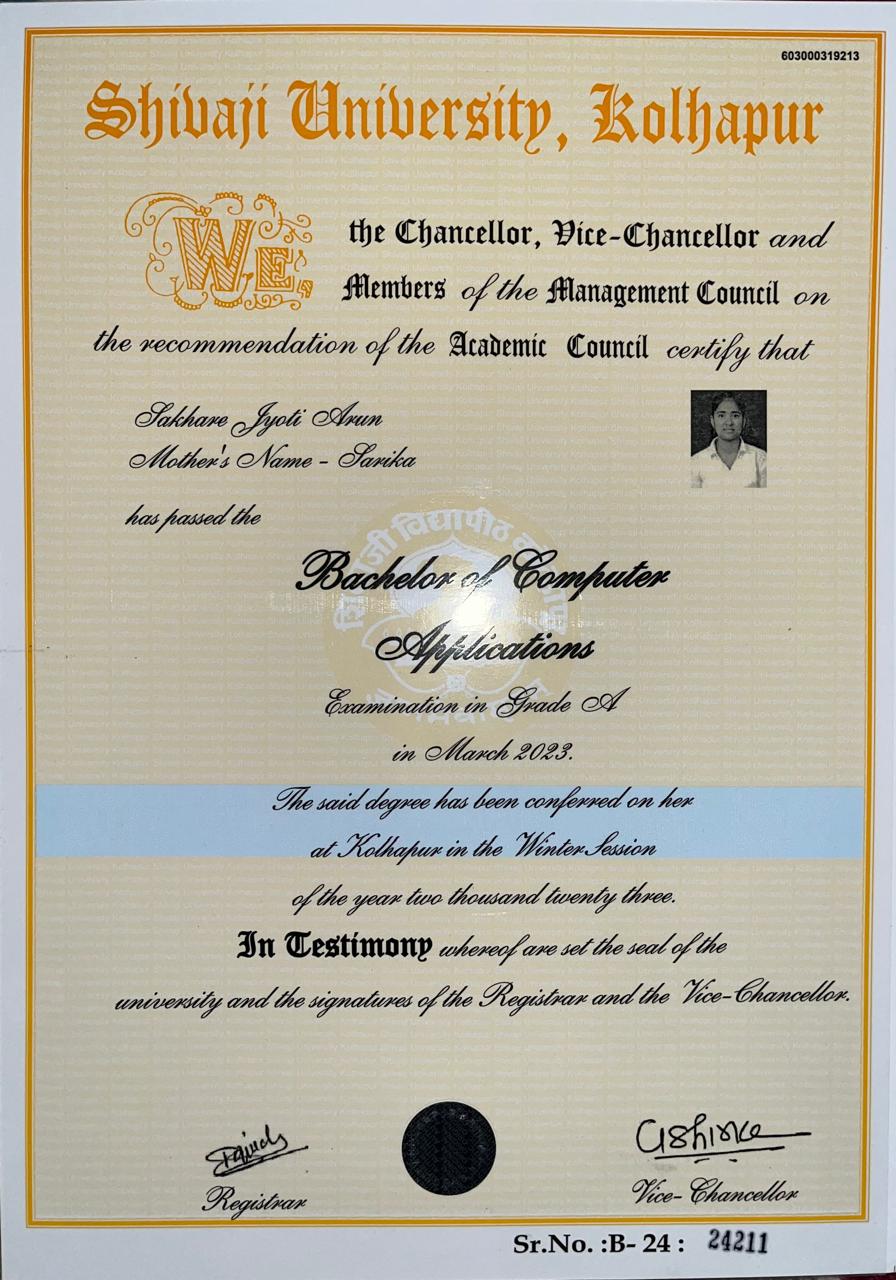 603000319213
Shivaji University, Kolhapur
We the Chancellor, Vice-Chancellor and
Members of the Management Council on
the recommendation of the Academic Council certify that
Sakhare Jyoti Arun
Mother's Name - Sarika
has passed the
Bachelor of Computer
Applications
Examination in Grade A
in March 2023.
The said degree has been conferred on her
at Kolhapur in the Winter Session
of the year two thousand twenty three.
In Testimony whereof are set the seal of the
university and the signatures of the Registrar and the Vice-Chancellor.
Registrar
Vice-Chancellor
Sr.No. :B- 24 : 24211